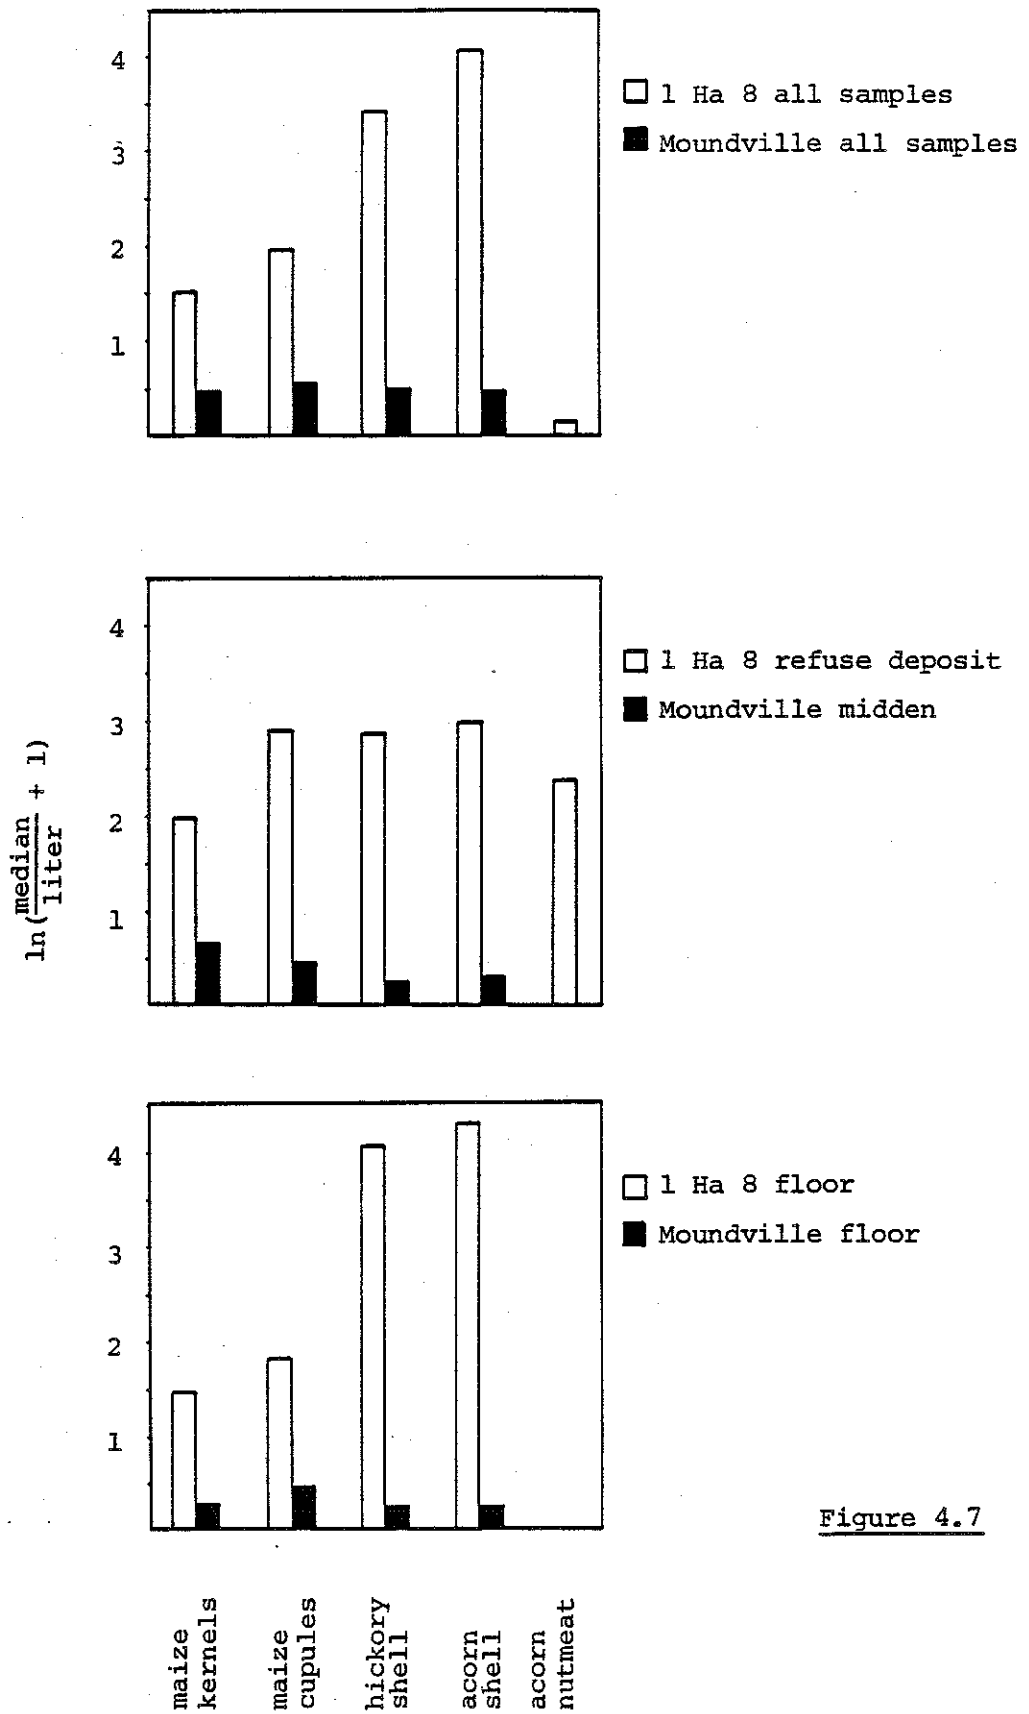 4
3
2
1
1 Ha 8 all samples
Moundville all samples
4
3
2
1
1 Ha 8 refuse deposit
Moundville midden
ln(median/liter + 1)
4
3
2
1
1 Ha 8 floor
Moundville floor
Figure 4.7
maize
kernels
maize
cupules
hickory
shell
acorn
shell
acorn
nutmeat